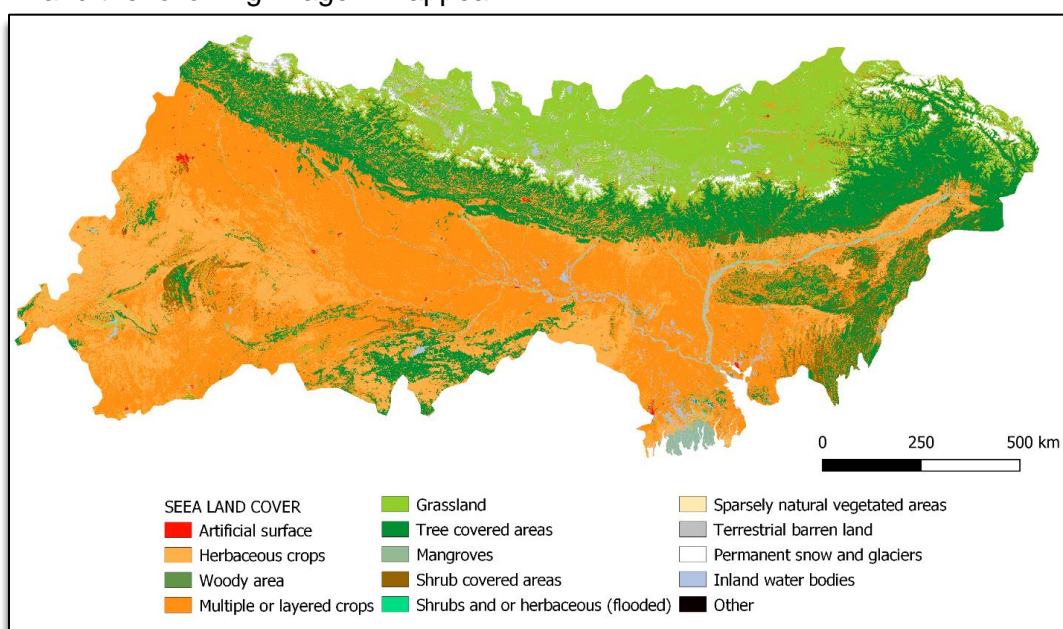 0 250 500 km
SEEA LAND COVER
Artificial surface
Herbaceous crops
Woody area
Multiple or layered crops
Grassland
Tree covered areas
Mangroves
Shrub covered areas
Shrubs and or herbaceous (flooded)
Sparsely natural vegetated areas
Terrestrial barren land
Permanent snow and glaciers
Inland water bodies
Other